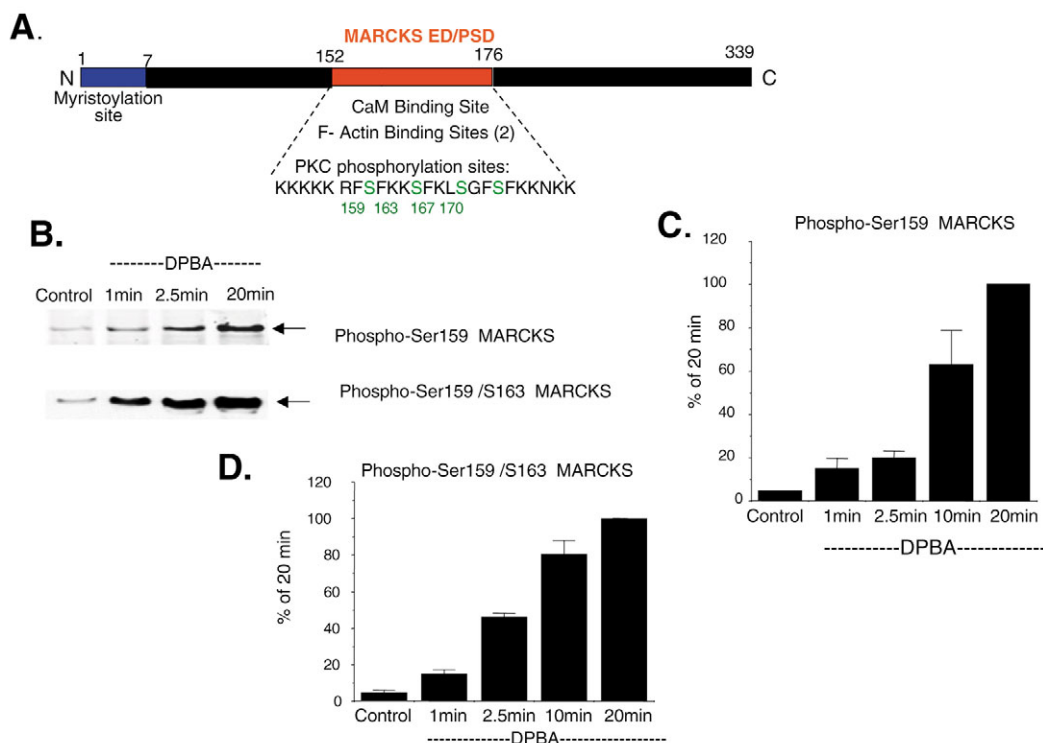 A.
MARCKS ED/PSD
1 7 152 176 339
N C
Myristoylation
site
CaM Binding Site
F- Actin Binding Sites (2)
PKC phosphorylation sites:
KKKKK RFSFKKSFKLSGFSFKKNKK
159 163 167 170
B.
--------DPBA-------
Control 1min 2.5min 20min
Phospho-Ser159 MARCKS
Phospho-Ser159 /S163 MARCKS
C.
Phospho-Ser159 MARCKS
% of 20 min
120
100
80
60
40
20
0
Control 1min 2.5min 10min 20min
-------------DPBA--------------
D.
Phospho-Ser159 /S163 MARCKS
% of 20 min
120
100
80
60
40
20
0
Control 1min 2.5min 10min 20min
-------------DPBA-------------------------